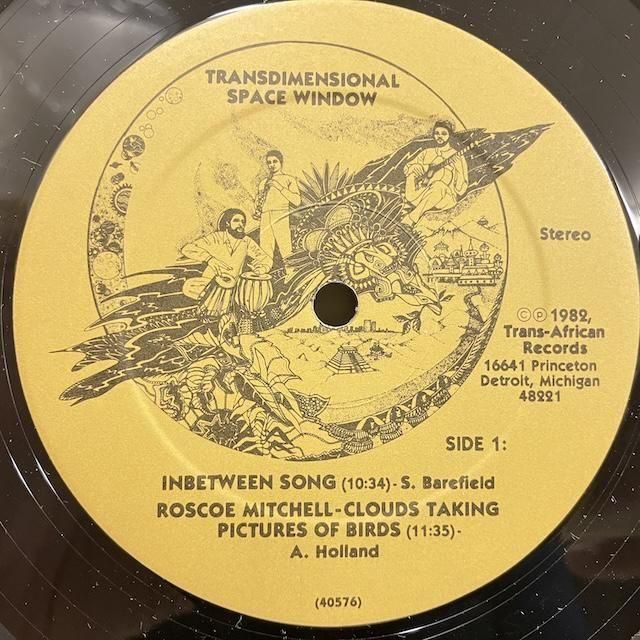 TRANSDIMENSIONAL
SPACE WINDOW
Stereo
©℗ 1982,
Trans-African
Records
16641 Princeton
Detroit, Michigan
48221
SIDE 1:
INBETWEEN SONG (10:34) - S. Barefield
ROSCOE MITCHELL-CLOUDS TAKING
PICTURES OF BIRDS (11:35) -
A. Holland
(40576)